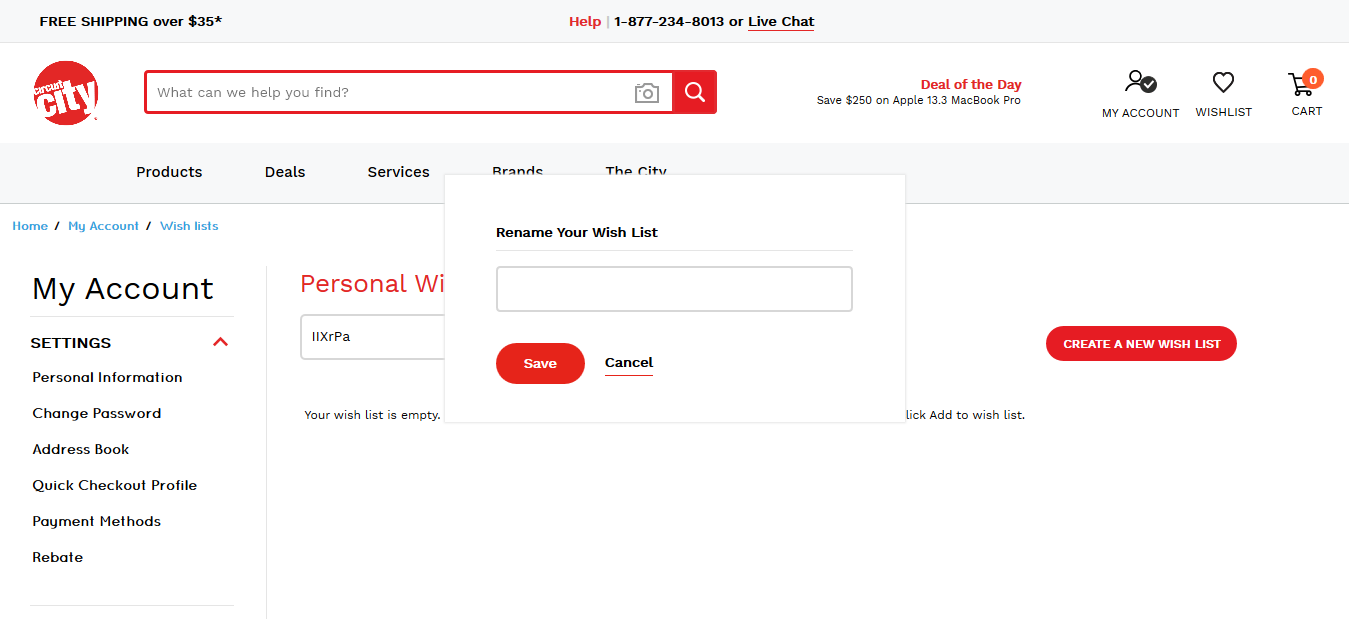 FREE SHIPPING over $35*
Help | 1-877-234-8013 or Live Chat
circuit
city
What can we help you find?
Deal of the Day
Save $250 on Apple 13.3 MacBook Pro
MY ACCOUNT
WISHLIST
0
CART
Products Deals Services Brands The City
Home / My Account / Wish lists
Rename Your Wish List
Save Cancel
My Account
SETTINGS
Personal Information
Change Password
Address Book
Quick Checkout Profile
Payment Methods
Rebate
Personal Wi
IIXrPa
CREATE A NEW WISH LIST
Your wish list is empty.
lick Add to wish list.